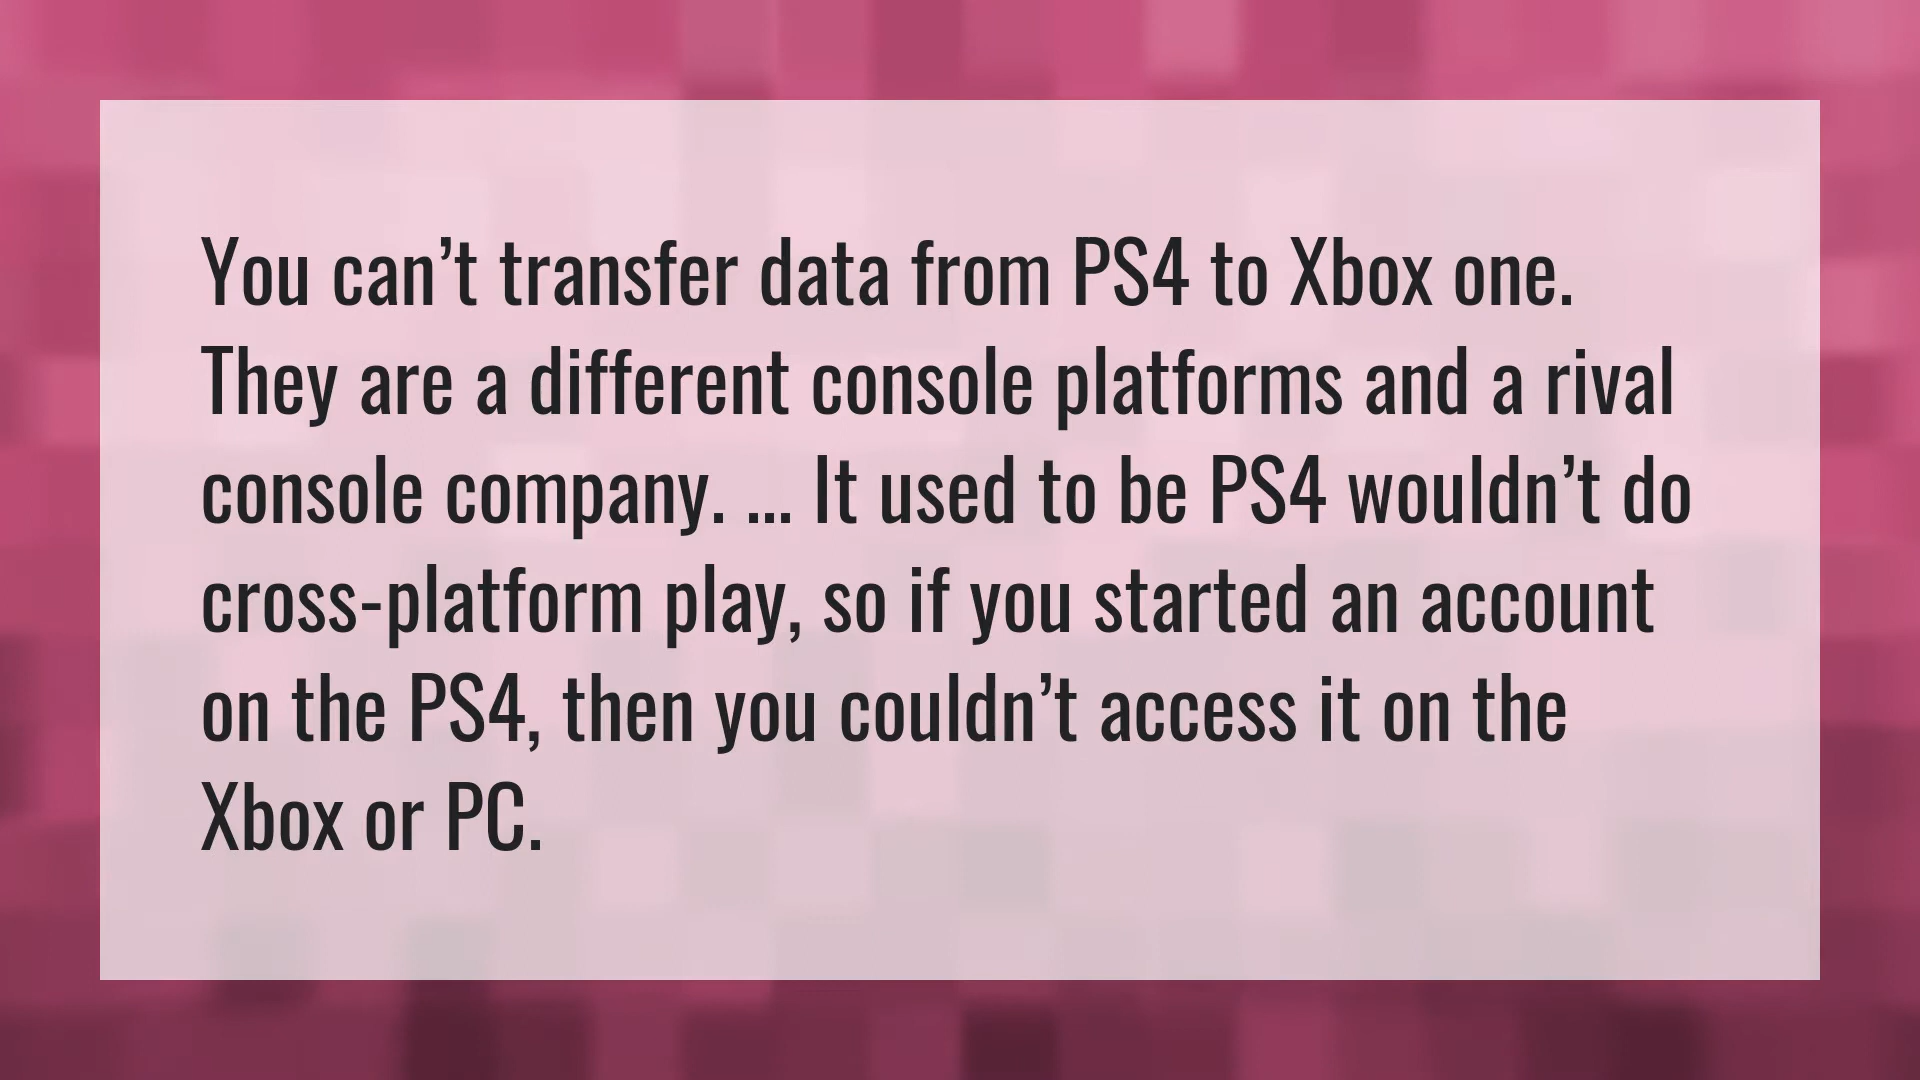 You can’t transfer data from PS4 to Xbox one.
They are a different console platforms and a rival
console company. ... It used to be PS4 wouldn’t do
cross-platform play, so if you started an account
on the PS4, then you couldn’t access it on the
Xbox or PC.